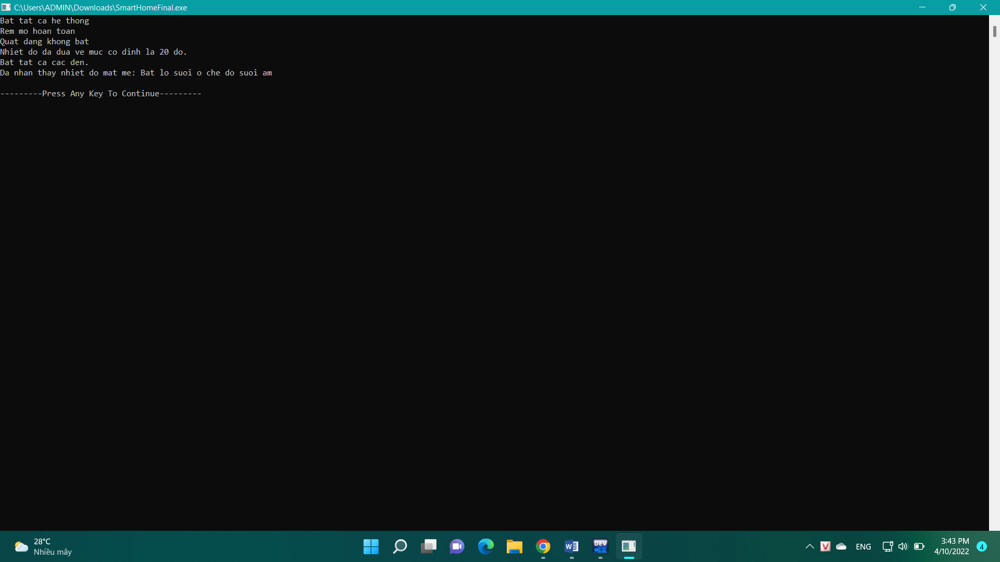 C:\Users\ADMIN\Downloads\SmartHomeFinal.exe
Bat tat ca he thong
Rem mo hoan toan
Quat dang khong bat
Nhiet do da dua ve muc co dinh la 20 do.
Bat tat ca cac den.
Da nhan thay nhiet do mat me: Bat lo suoi o che do suoi am
---------Press Any Key To Continue---------
28°C
Nhiều mây
W
DEV
C++
V
ENG
3:43 PM
4/10/2022
4